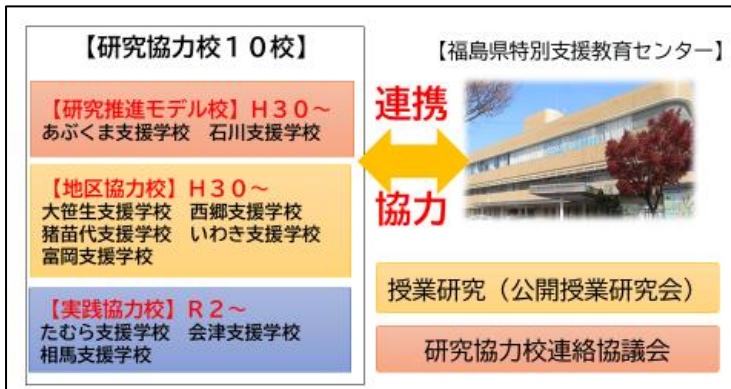 【研究協力校１０校】
【研究推進モデル校】Ｈ３０～
あぶくま支援学校　石川支援学校
【地区協力校】Ｈ３０～
大笹生支援学校　西郷支援学校
猪苗代支援学校　いわき支援学校
富岡支援学校
【実践協力校】Ｒ２～
たむら支援学校　会津支援学校
相馬支援学校
連携
協力
【福島県特別支援教育センター】
授業研究（公開授業研究会）
研究協力校連絡協議会